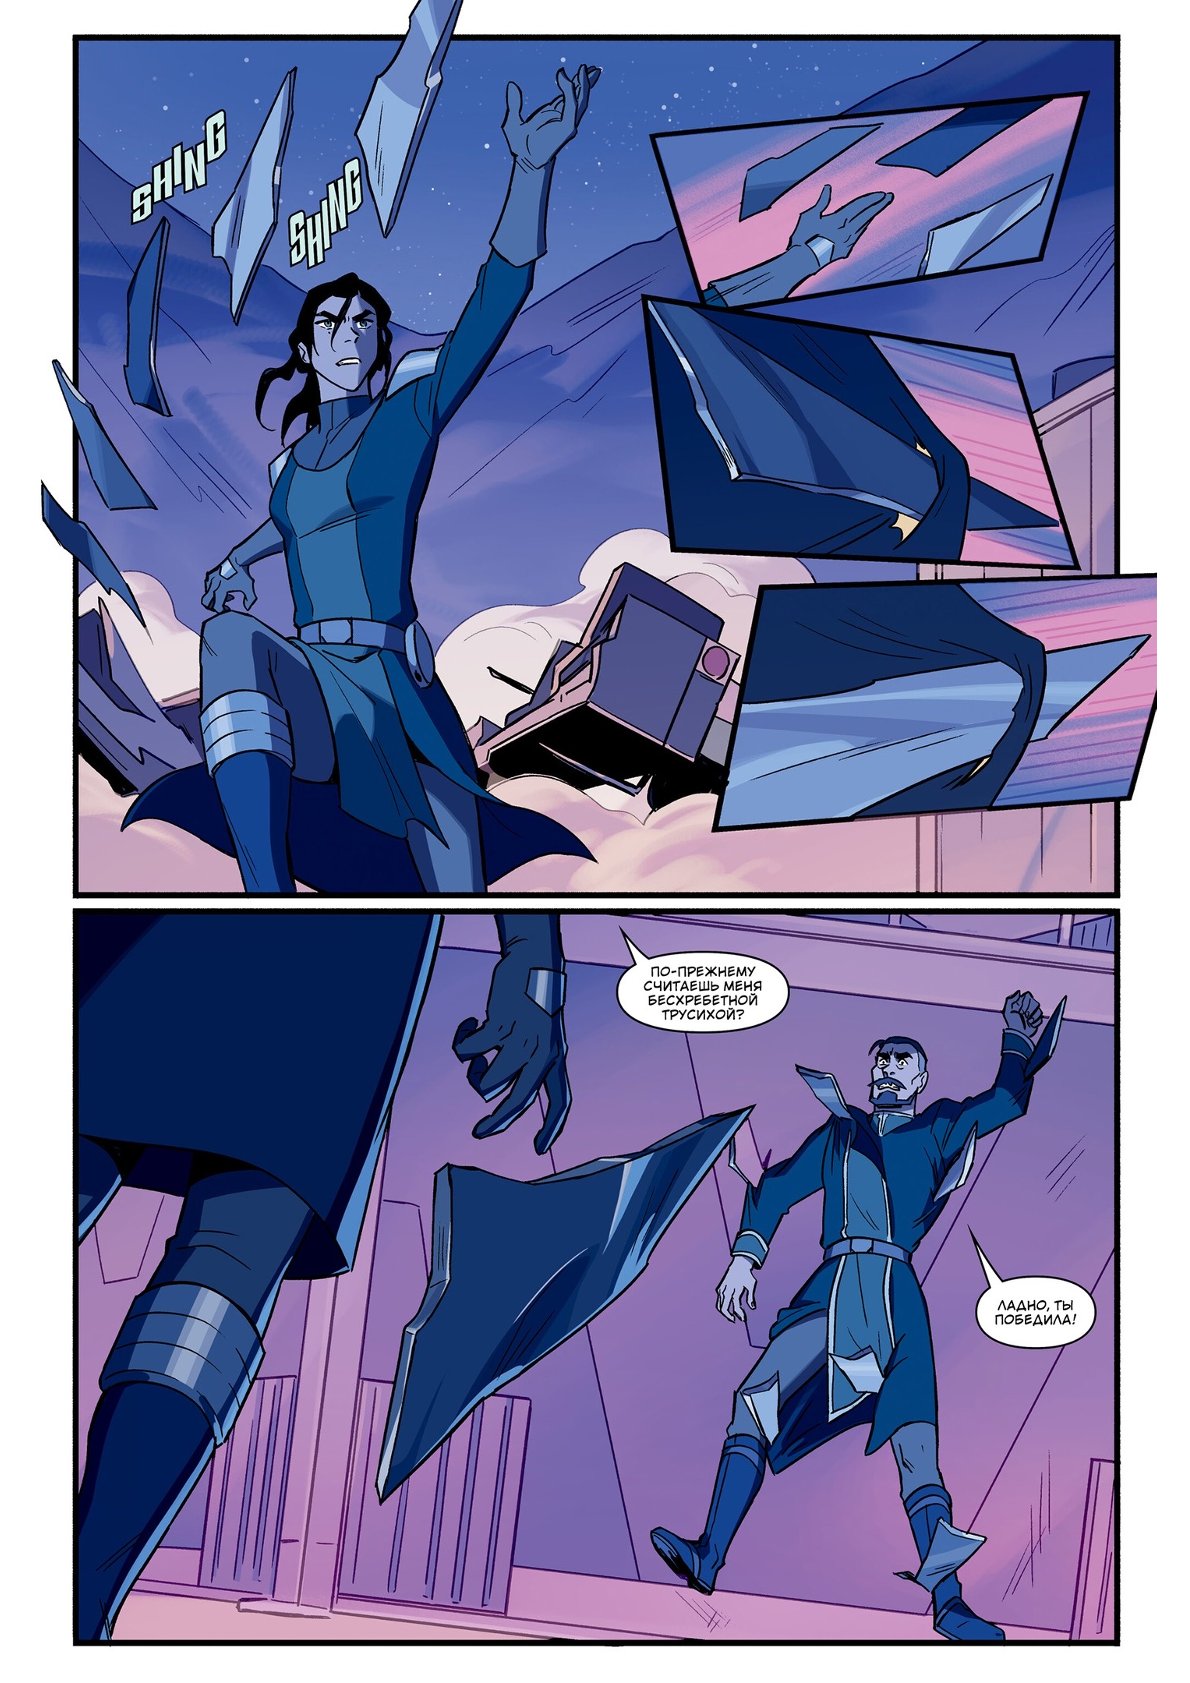 SHING
SHING
ПО-ПРЕЖНЕМУ
СЧИТАЕШЬ МЕНЯ
БЕСХРЕБЕТНОЙ
ТРУСИХОЙ?
ЛАДНО, ТЫ
ПОБЕДИЛА!